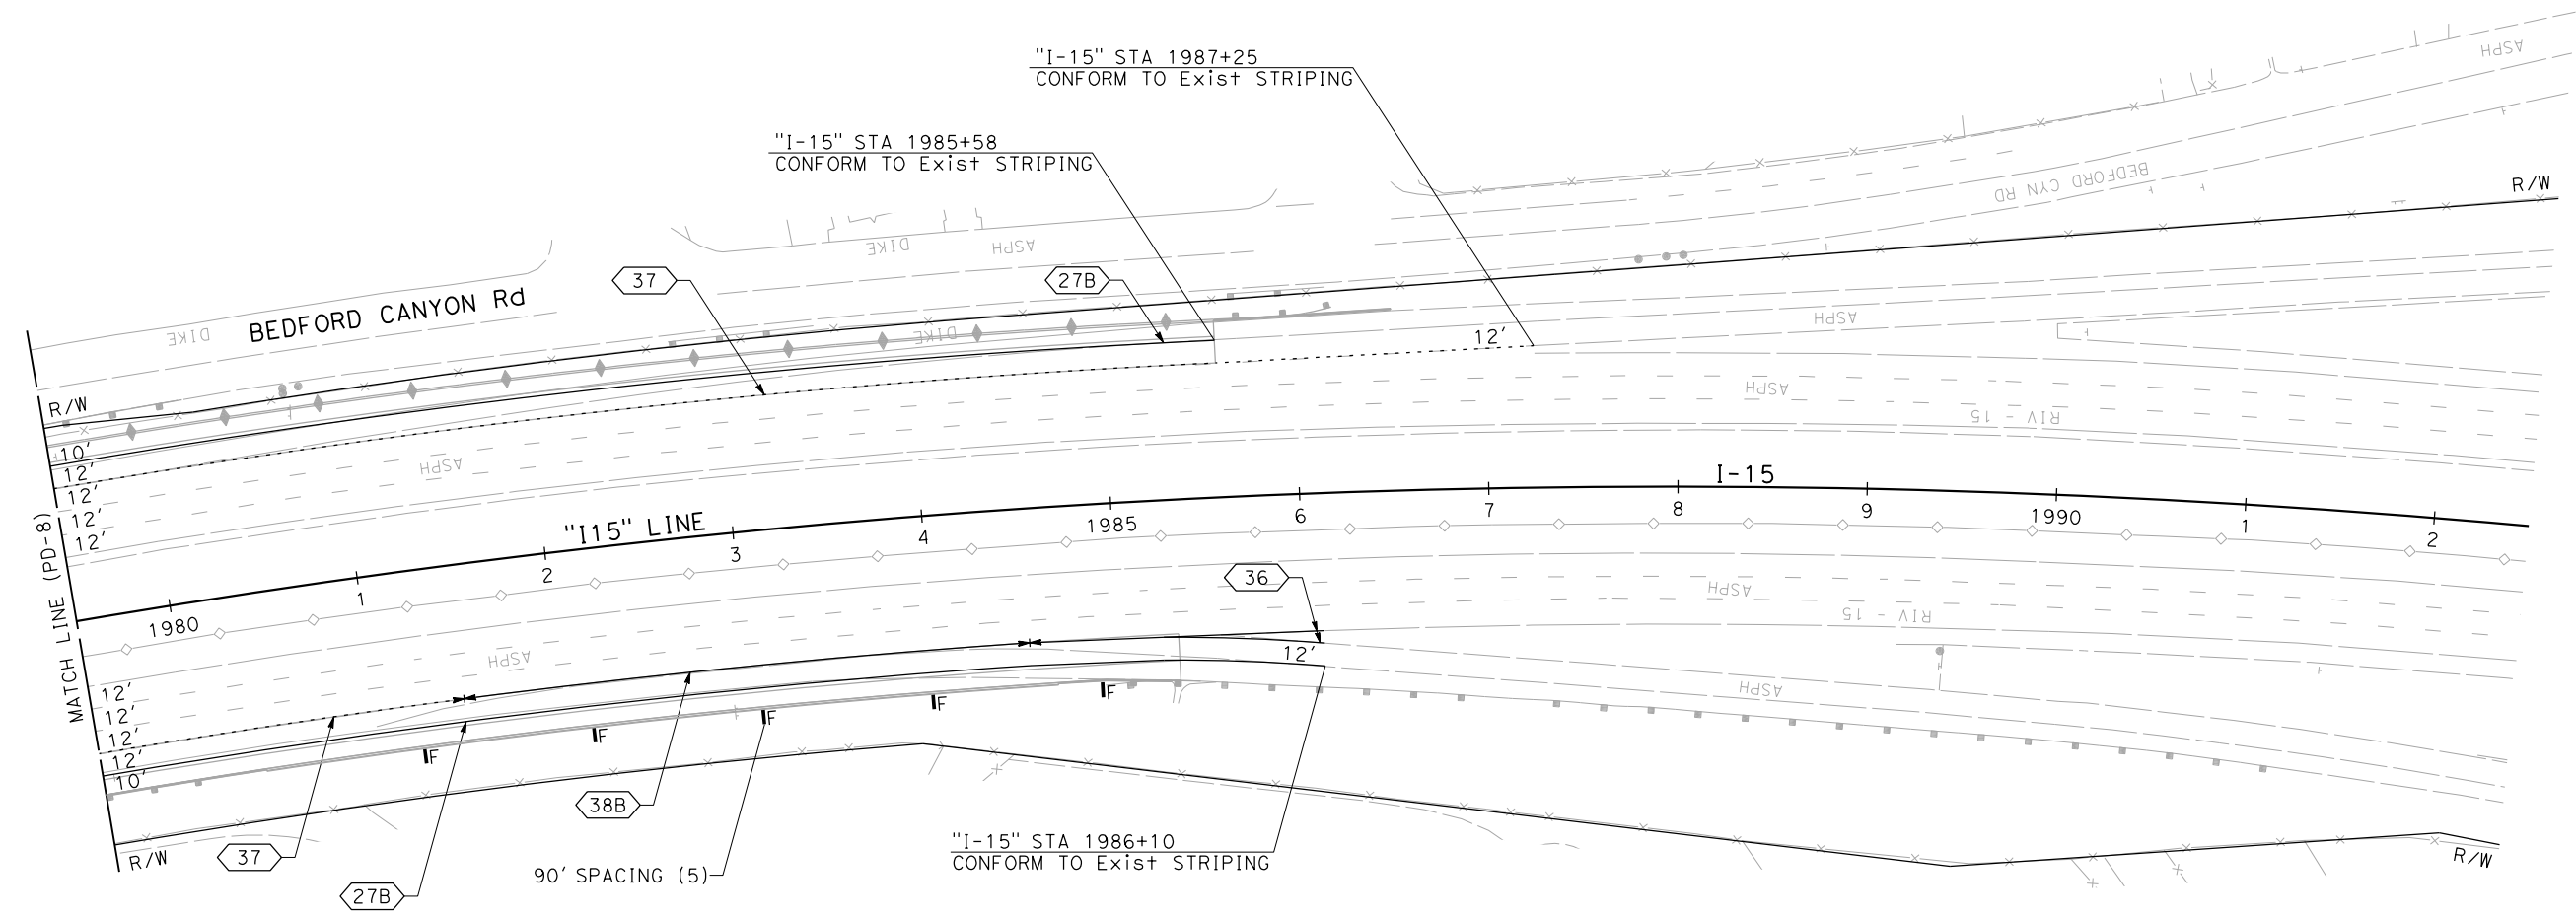 "I-15" STA 1987+25
CONFORM TO Exist STRIPING
"I-15" STA 1985+58
CONFORM TO Exist STRIPING
ASPH
BEDFORD CYN RD
R/W
DIKE
ASPH
37
27B
BEDFORD CANYON Rd
DIKE
DIKE
12'
ASPH
ASPH
RIV - 15
R/W
10'
12'
12'
12'
12'
ASPH
I-15
"I15" LINE
MATCH LINE (PD-8)
1980
1
2
3
4
1985
6
7
8
9
1990
1
2
36
ASPH
RIV - 15
ASPH
12'
ASPH
12'
12'
12'
12'
10'
F
F
F
F
F
R/W
37
27B
38B
90' SPACING (5)
"I-15" STA 1986+10
CONFORM TO Exist STRIPING
R/W